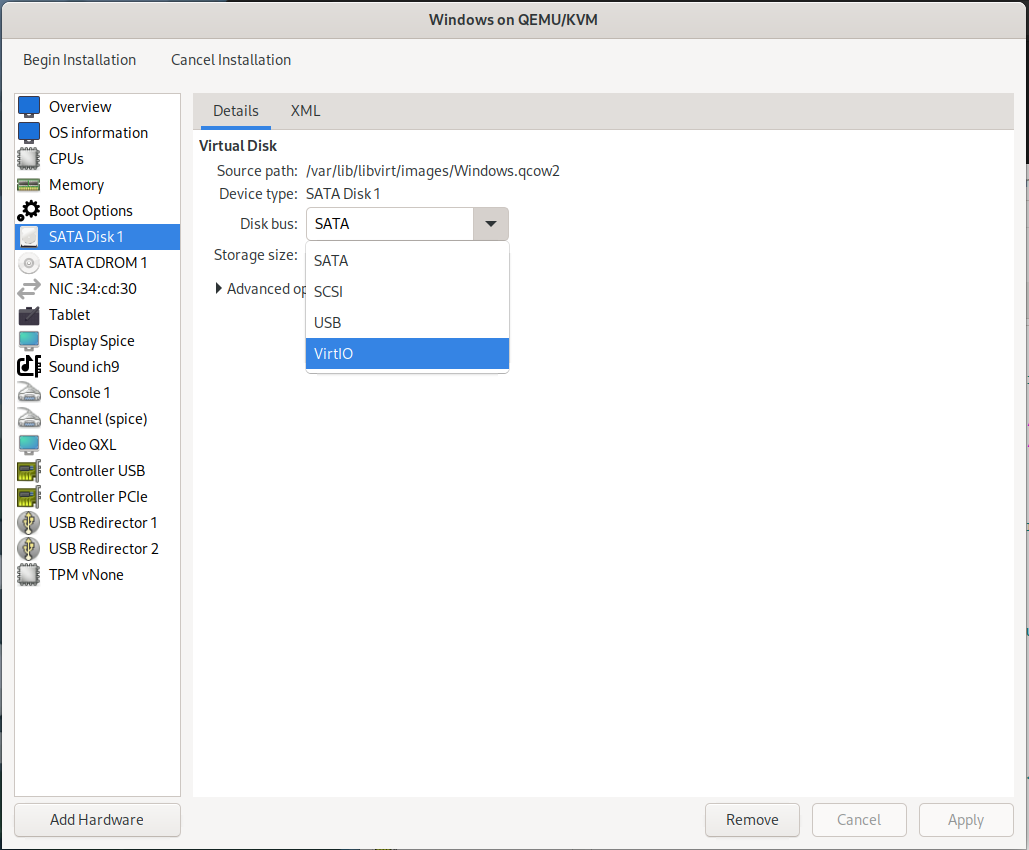 Windows on QEMU/KVM
Begin Installation Cancel Installation
Overview
OS information
CPUs
Memory
Boot Options
SATA Disk 1
SATA CDROM 1
NIC :34:cd:30
Tablet
Display Spice
Sound ich9
Console 1
Channel (spice)
Video QXL
Controller USB
Controller PCIe
USB Redirector 1
USB Redirector 2
TPM vNone
Details XML
Virtual Disk
Source path: /var/lib/libvirt/images/Windows.qcow2
Device type: SATA Disk 1
Disk bus: SATA
Storage size:
Advanced op
SATA
SCSI
USB
VirtIO
Add Hardware Remove Cancel Apply